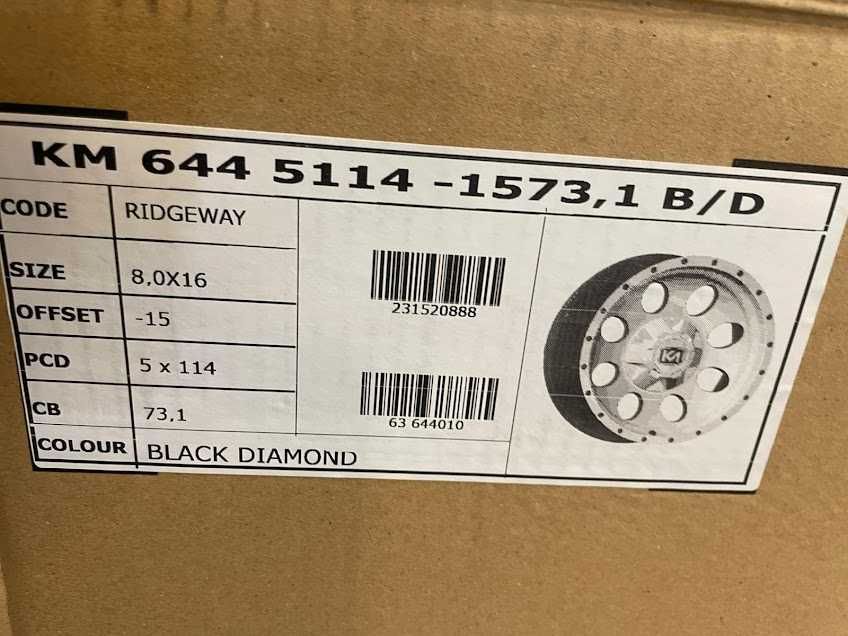 KM 644 5114 -1573,1 B/D
CODE RIDGEWAY
SIZE 8,0X16
OFFSET -15
PCD 5 x 114
CB 73,1
COLOUR BLACK DIAMOND
231520888
63 644010
KM